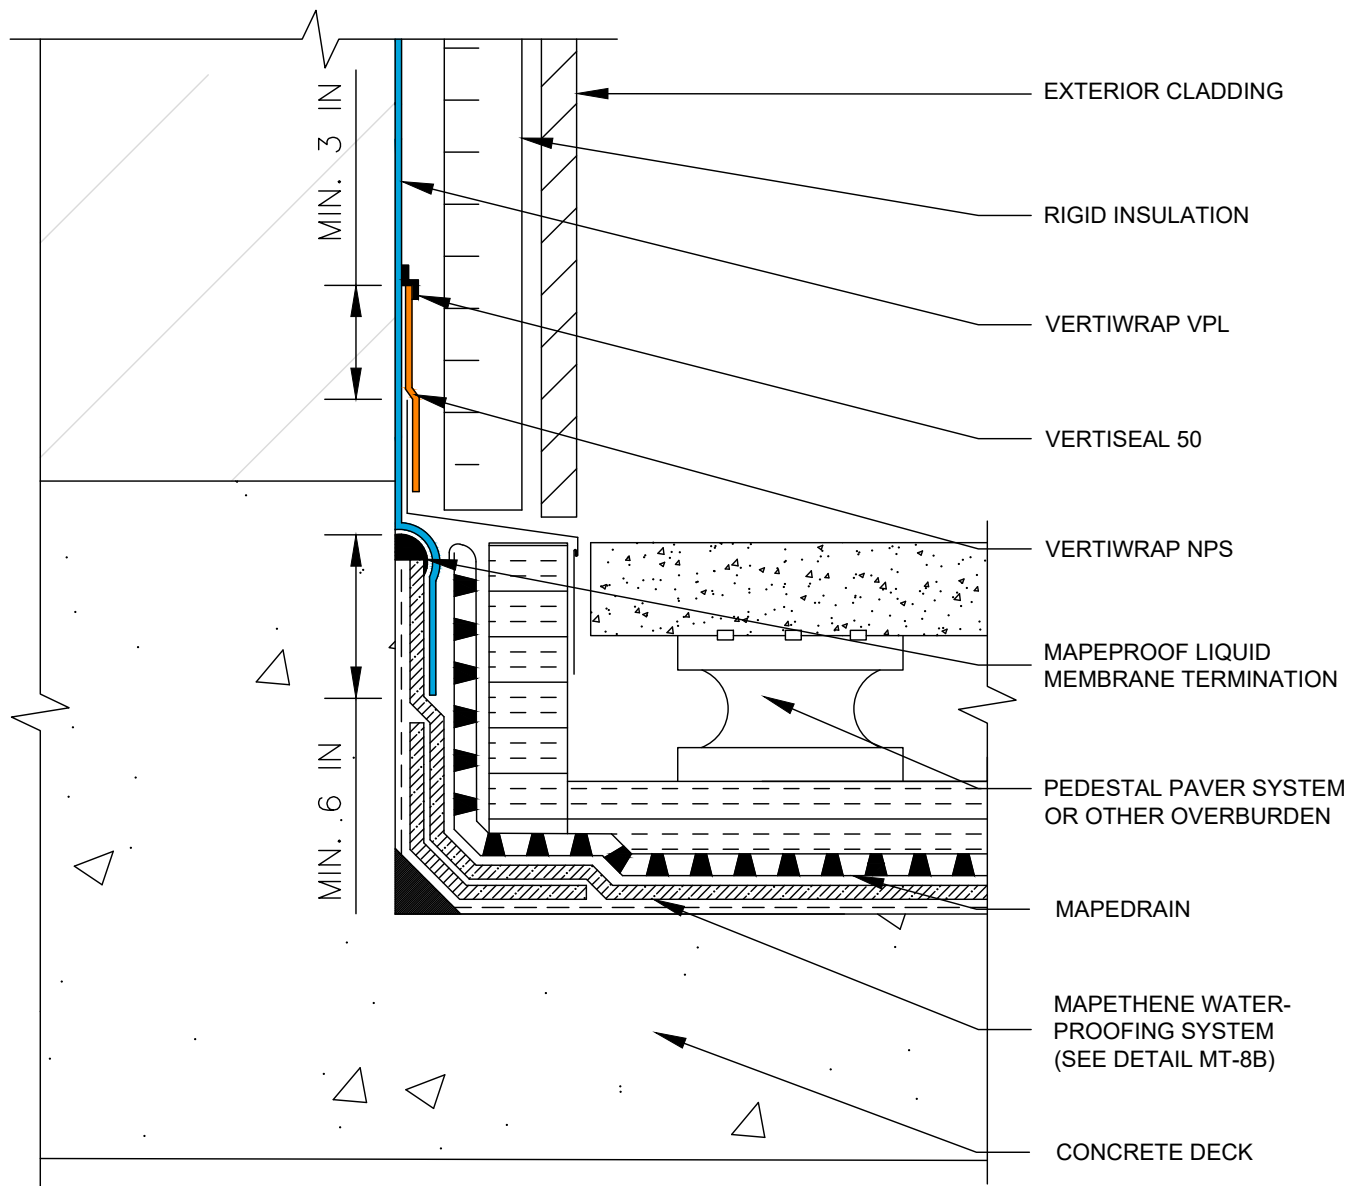 MIN. 3 IN
EXTERIOR CLADDING
RIGID INSULATION
VERTIWRAP VPL
VERTISEAL 50
VERTIWRAP NPS
MAPEPROOF LIQUID
MEMBRANE TERMINATION
MIN. 6 IN
PEDESTAL PAVER SYSTEM
OR OTHER OVERBURDEN
MAPEDRAIN
MAPETHENE WATER-
PROOFING SYSTEM
(SEE DETAIL MT-8B)
CONCRETE DECK